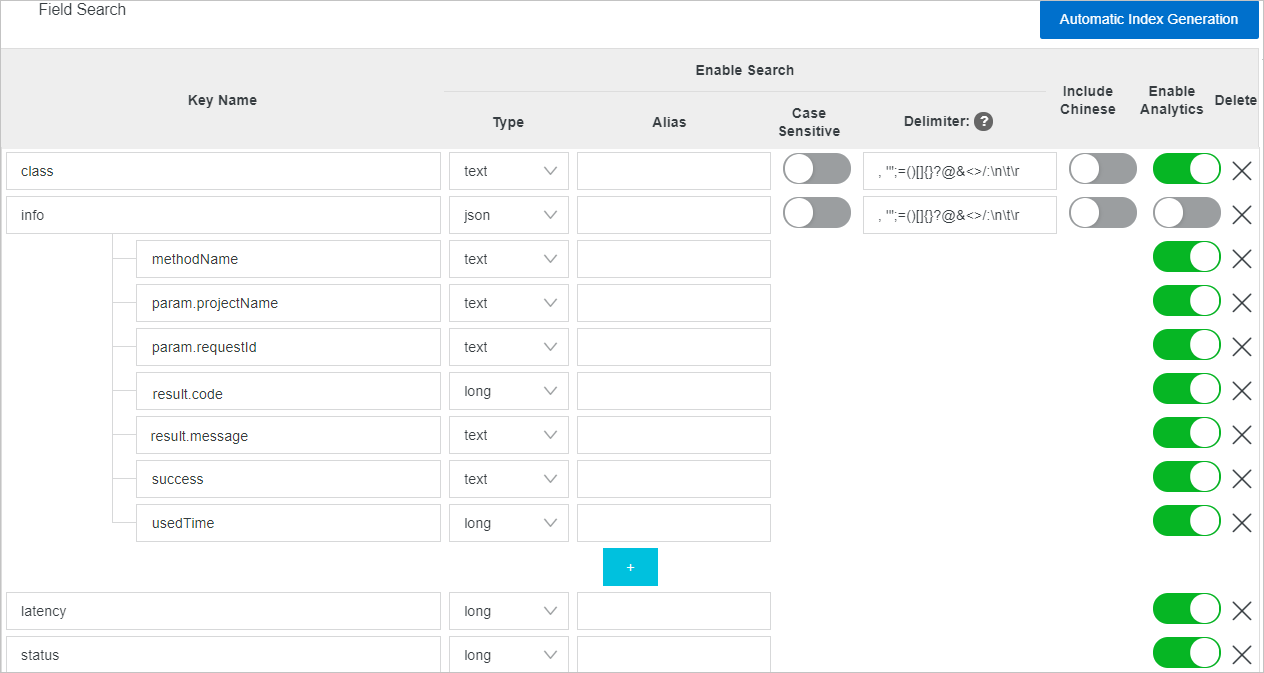 Field Search
Automatic Index Generation
Key Name
Enable Search
Type
Alias
Case
Sensitive
Delimiter: ?
Include
Chinese
Enable
Analytics
Delete
class
text
, '";=()[]{}?@&<>/:\n\t\r
info
json
, '";=()[]{}?@&<>/:\n\t\r
methodName
text
param.projectName
text
param.requestId
text
result.code
long
result.message
text
success
text
usedTime
long
+
latency
long
status
long